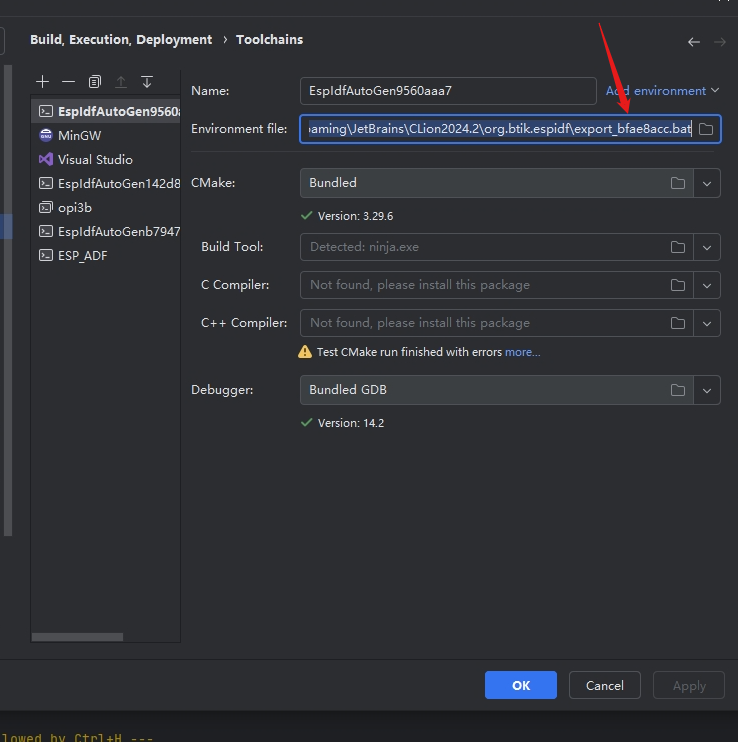 Build, Execution, Deployment › Toolchains
EspIdfAutoGen9560a
MinGW
Visual Studio
EspIdfAutoGen142d8
opi3b
EspIdfAutoGenb7947
ESP_ADF
Name: EspIdfAutoGen9560aaa7 Add environment
Environment file: aming\JetBrains\CLion2024.2\org.btik.espidf\export_bfae8acc.bat
CMake: Bundled
Version: 3.29.6
Build Tool: Detected: ninja.exe
C Compiler: Not found, please install this package
C++ Compiler: Not found, please install this package
Test CMake run finished with errors more...
Debugger: Bundled GDB
Version: 14.2
OK Cancel Apply
lowed by Ctrl+H ---